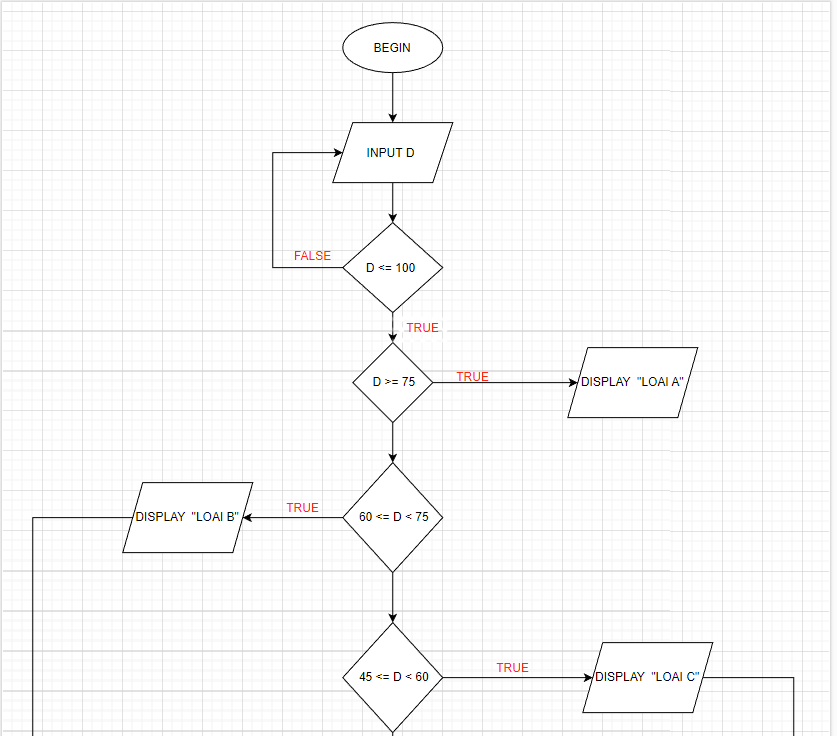 BEGIN
INPUT D
FALSE
D <= 100
TRUE
D >= 75
TRUE
DISPLAY "LOAI A"
DISPLAY "LOAI B"
TRUE
60 <= D < 75
45 <= D < 60
TRUE
DISPLAY "LOAI C"